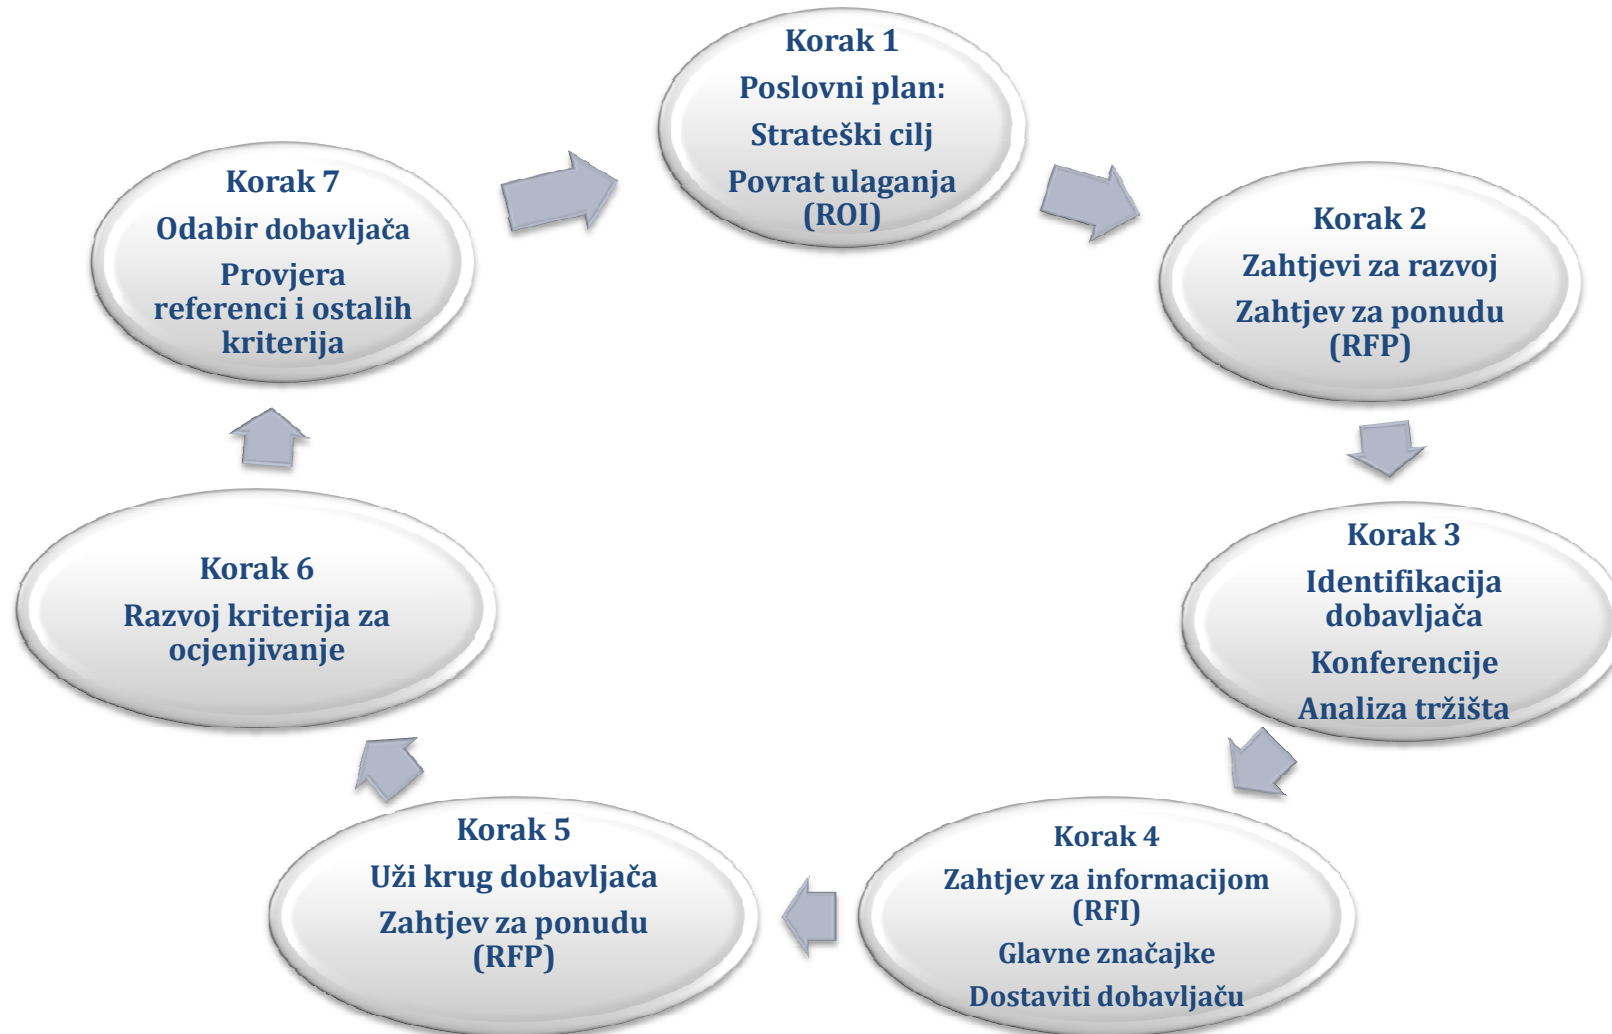 Korak 1
Poslovni plan:
Strateški cilj
Povrat ulaganja
(ROI)
Korak 2
Zahtjevi za razvoj
Zahtjev za ponudu
(RFP)
Korak 3
Identifikacija
dobavljača
Konferencije
Analiza tržišta
Korak 4
Zahtjev za informacijom
(RFI)
Glavne značajke
Dostaviti dobavljaču
Korak 5
Uži krug dobavljača
Zahtjev za ponudu
(RFP)
Korak 6
Razvoj kriterija za
ocjenjivanje
Korak 7
Odabir dobavljača
Provjera
referenci i ostalih
kriterija